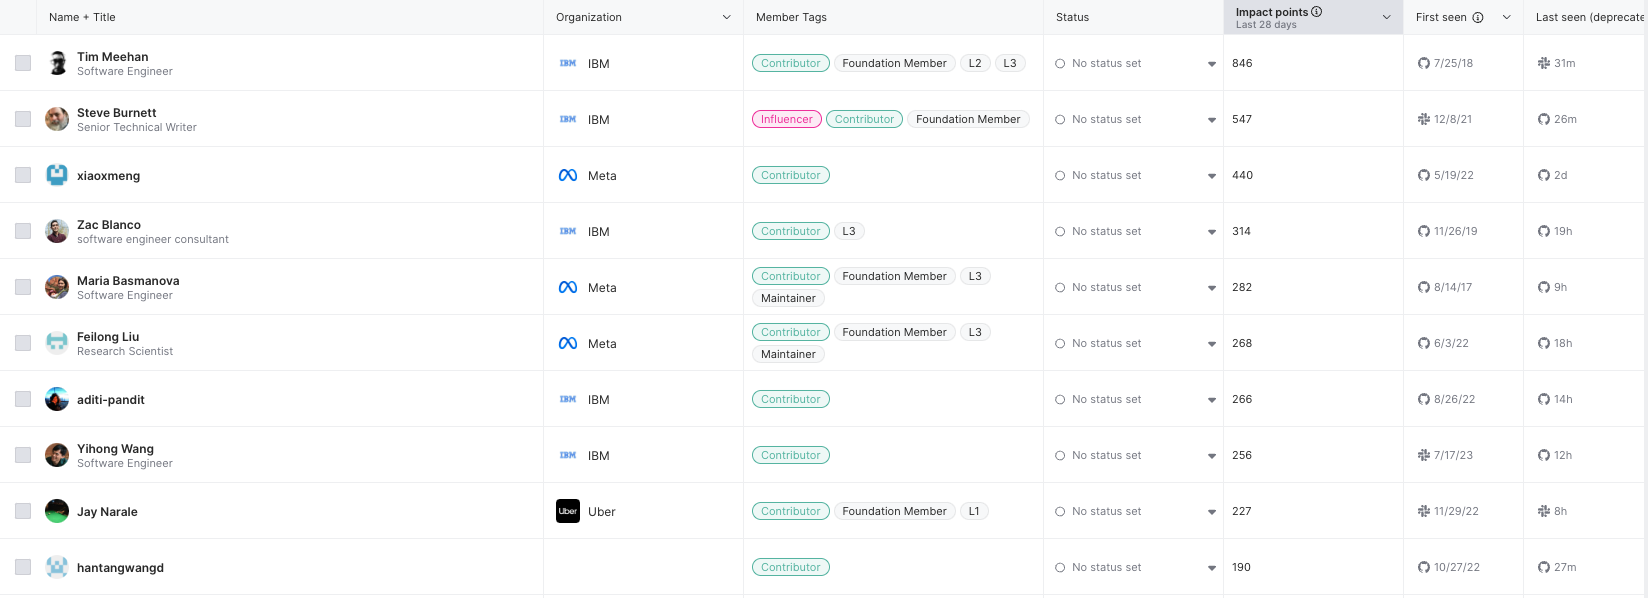 Name + Title Organization Member Tags Status Impact points First seen Last seen (deprecate
Last 28 days
Tim Meehan
Software Engineer
IBM IBM Contributor Foundation Member L2 L3 No status set 846 7/25/18 31m
Steve Burnett
Senior Technical Writer
IBM IBM Influencer Contributor Foundation Member No status set 547 12/8/21 26m
xiaoxmeng Meta Contributor No status set 440 5/19/22 2d
Zac Blanco
software engineer consultant
IBM IBM Contributor L3 No status set 314 11/26/19 19h
Maria Basmanova
Software Engineer
Meta Contributor Foundation Member L3
Maintainer
No status set 282 8/14/17 9h
Feilong Liu
Research Scientist
Meta Contributor Foundation Member L3
Maintainer
No status set 268 6/3/22 18h
aditi-pandit IBM IBM Contributor No status set 266 8/26/22 14h
Yihong Wang
Software Engineer
IBM IBM Contributor No status set 256 7/17/23 12h
Jay Narale Uber Uber Contributor Foundation Member L1 No status set 227 11/29/22 8h
hantangwangd Contributor No status set 190 10/27/22 27m